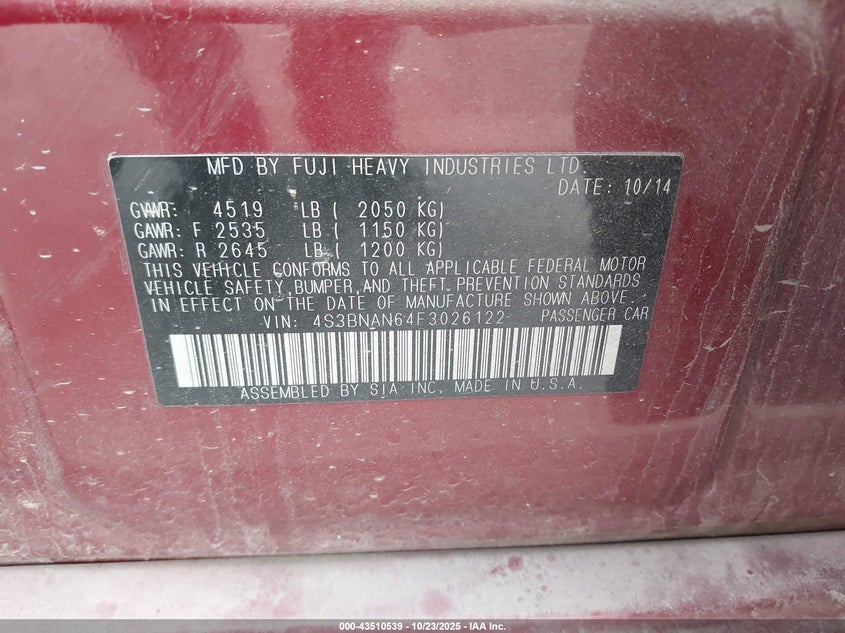 MFD BY FUJI HEAVY INDUSTRIES LTD.
DATE: 10/14
GVWR: 4519 LB ( 2050 KG)
GAWR: F 2535 LB ( 1150 KG)
GAWR: R 2645 LB ( 1200 KG)
THIS VEHICLE CONFORMS TO ALL APPLICABLE FEDERAL MOTOR
VEHICLE SAFETY,BUMPER,AND THEFT PREVENTION STANDARDS
IN EFFECT ON THE DATE OF MANUFACTURE SHOWN ABOVE.
VIN: 4S3BNAN64F3026122 PASSENGER CAR
ASSEMBLED BY SIA INC. MADE IN U.S.A.
000-43510539 - 10/23/2025 - IAA Inc.